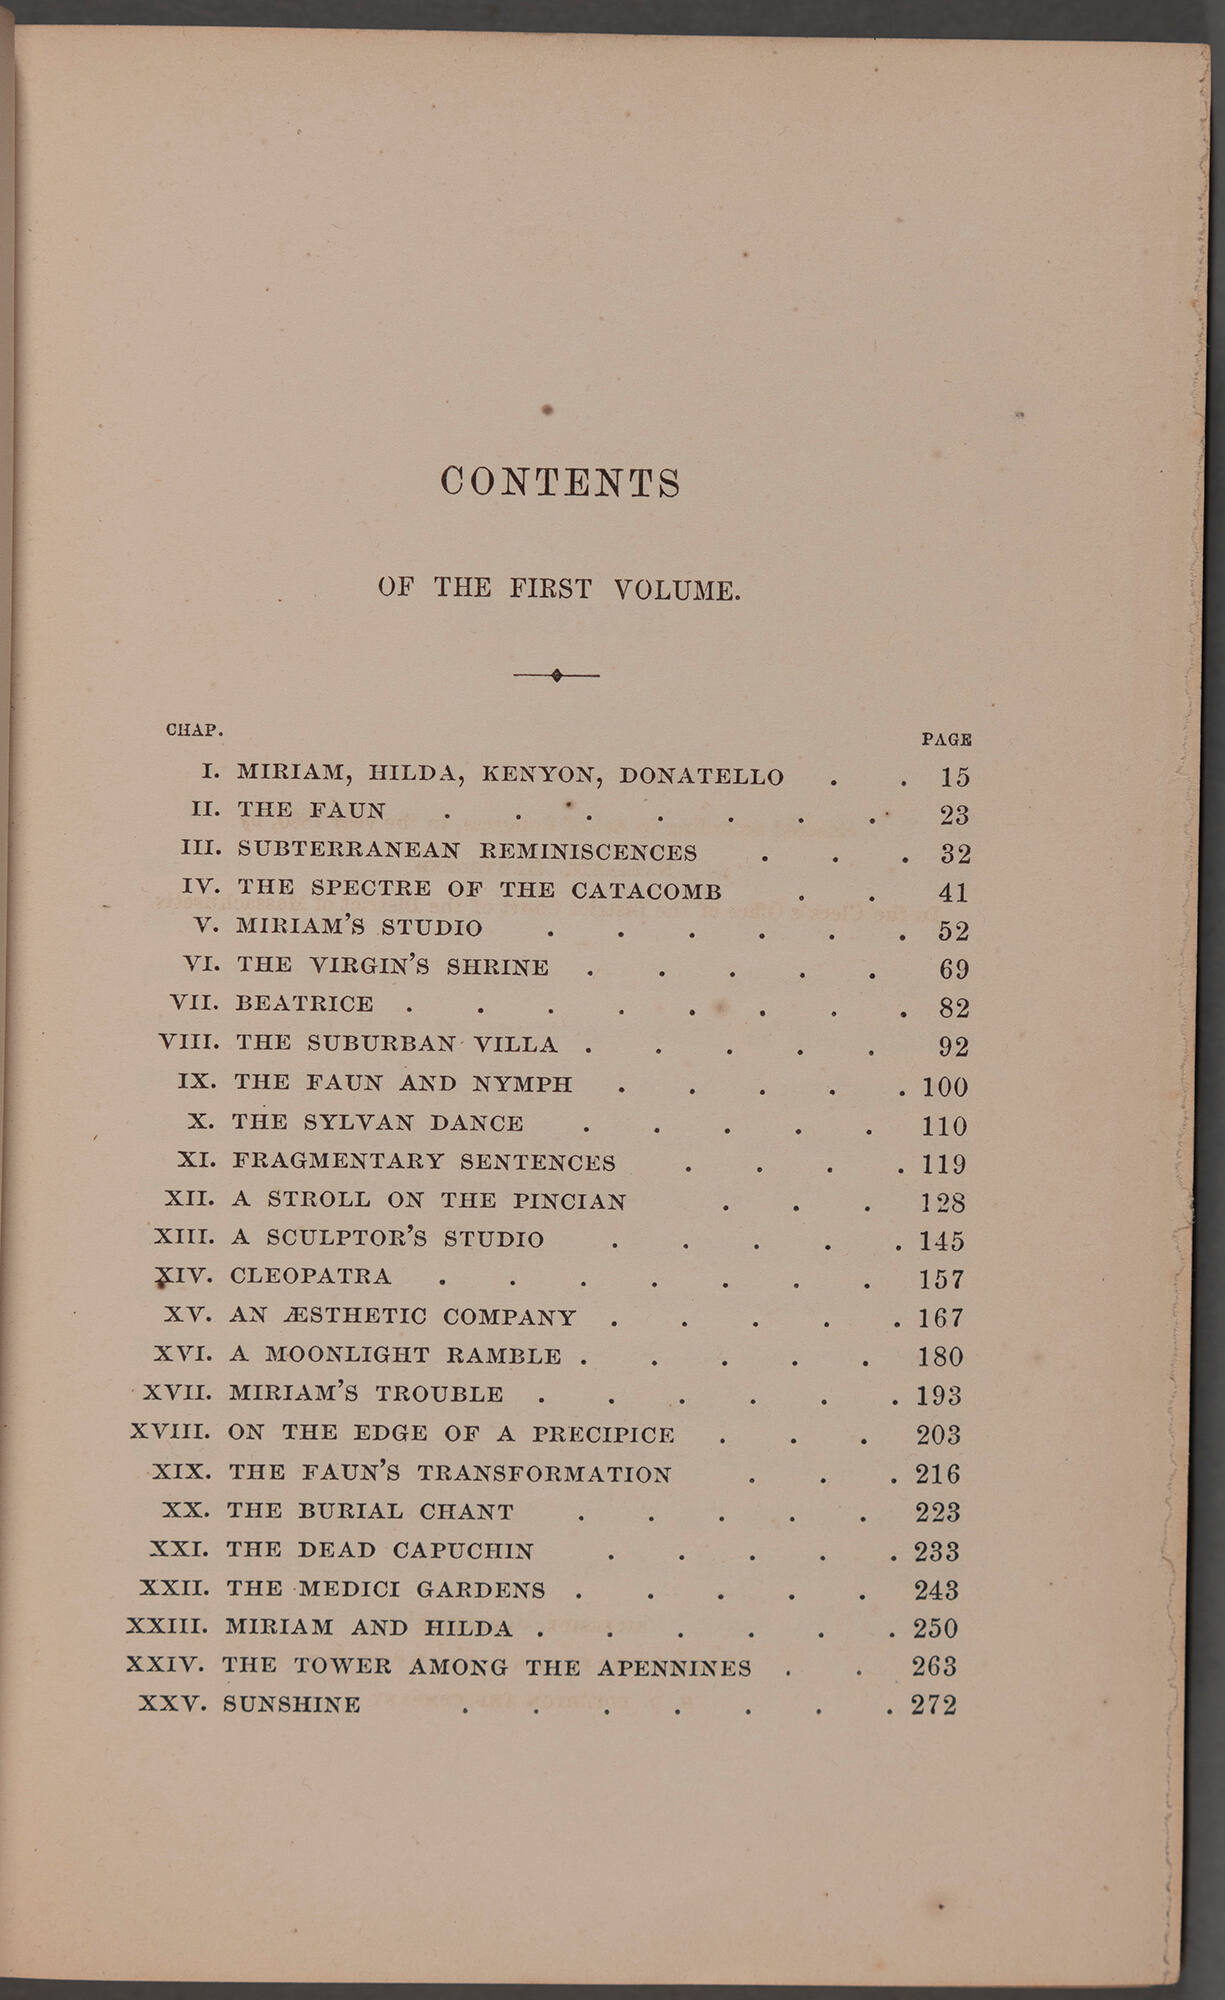 CONTENTS
OF THE FIRST VOLUME.
CHAP. PAGE
I. MIRIAM, HILDA, KENYON, DONATELLO . . 15
II. THE FAUN . . . . . . . 23
III. SUBTERRANEAN REMINISCENCES . . . 32
IV. THE SPECTRE OF THE CATACOMB . . 41
V. MIRIAM'S STUDIO . . . . . . 52
VI. THE VIRGIN'S SHRINE . . . . . 69
VII. BEATRICE . . . . . . . . 82
VIII. THE SUBURBAN VILLA . . . . . 92
IX. THE FAUN AND NYMPH . . . . . 100
X. THE SYLVAN DANCE . . . . . 110
XI. FRAGMENTARY SENTENCES . . . . 119
XII. A STROLL ON THE PINCIAN . . . 128
XIII. A SCULPTOR'S STUDIO . . . . . 145
XIV. CLEOPATRA . . . . . . . 157
XV. AN ÆSTHETIC COMPANY . . . . . 167
XVI. A MOONLIGHT RAMBLE . . . . . 180
XVII. MIRIAM'S TROUBLE . . . . . . 193
XVIII. ON THE EDGE OF A PRECIPICE . . . 203
XIX. THE FAUN'S TRANSFORMATION . . . 216
XX. THE BURIAL CHANT . . . . . 223
XXI. THE DEAD CAPUCHIN . . . . . 233
XXII. THE MEDICI GARDENS . . . . . 243
XXIII. MIRIAM AND HILDA . . . . . . 250
XXIV. THE TOWER AMONG THE APENNINES . . 263
XXV. SUNSHINE . . . . . . . 272